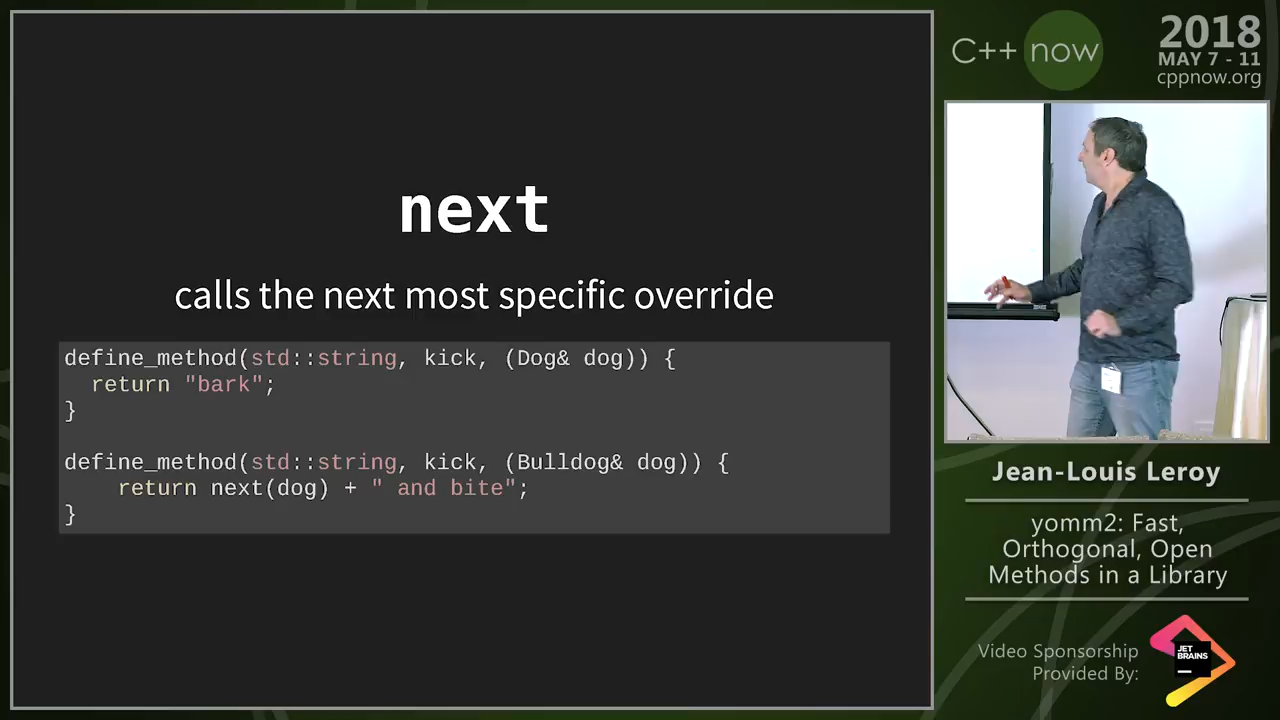 next
calls the next most specific override
define_method(std::string, kick, (Dog& dog)) {
  return "bark";
}
define_method(std::string, kick, (Bulldog& dog)) {
    return next(dog) + " and bite";
}
C++ now
2018
MAY 7 - 11
cppnow.org
Jean-Louis Leroy
yomm2: Fast,
Orthogonal, Open
Methods in a Library
Video Sponsorship
Provided By:
JET
BRAINS